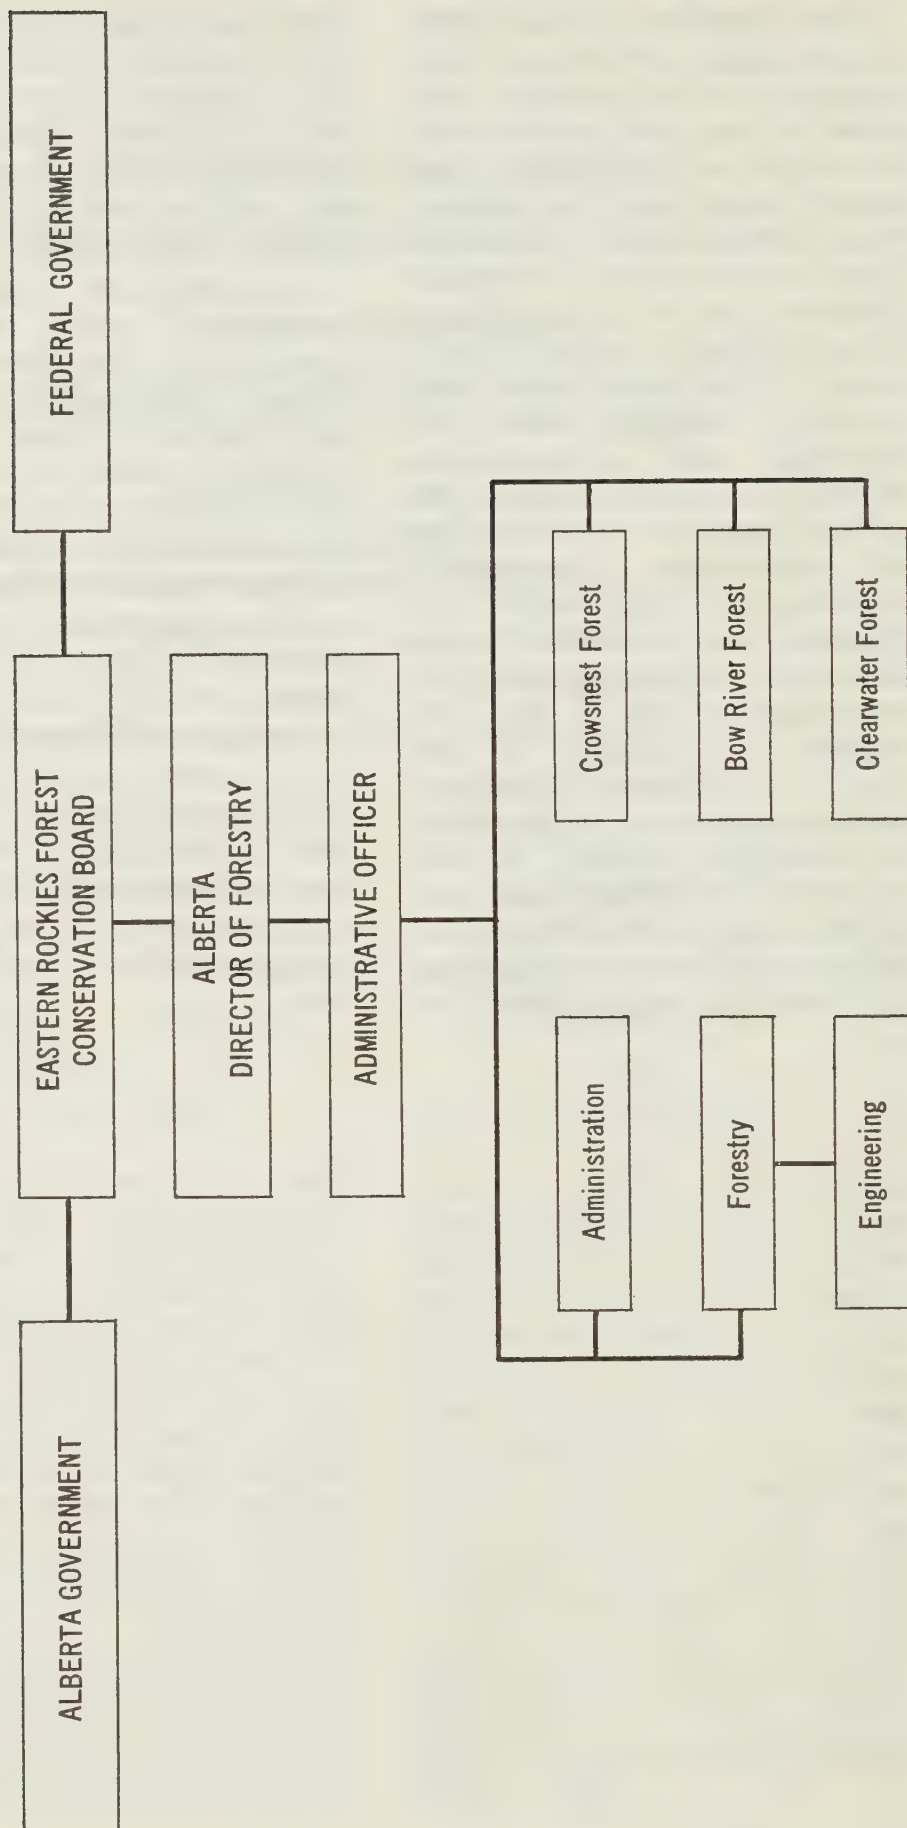 ALBERTA GOVERNMENT
EASTERN ROCKIES FOREST
CONSERVATION BOARD
FEDERAL GOVERNMENT
ALBERTA
DIRECTOR OF FORESTRY
ADMINISTRATIVE OFFICER
Administration
Forestry
Engineering
Crowsnest Forest
Bow River Forest
Clearwater Forest